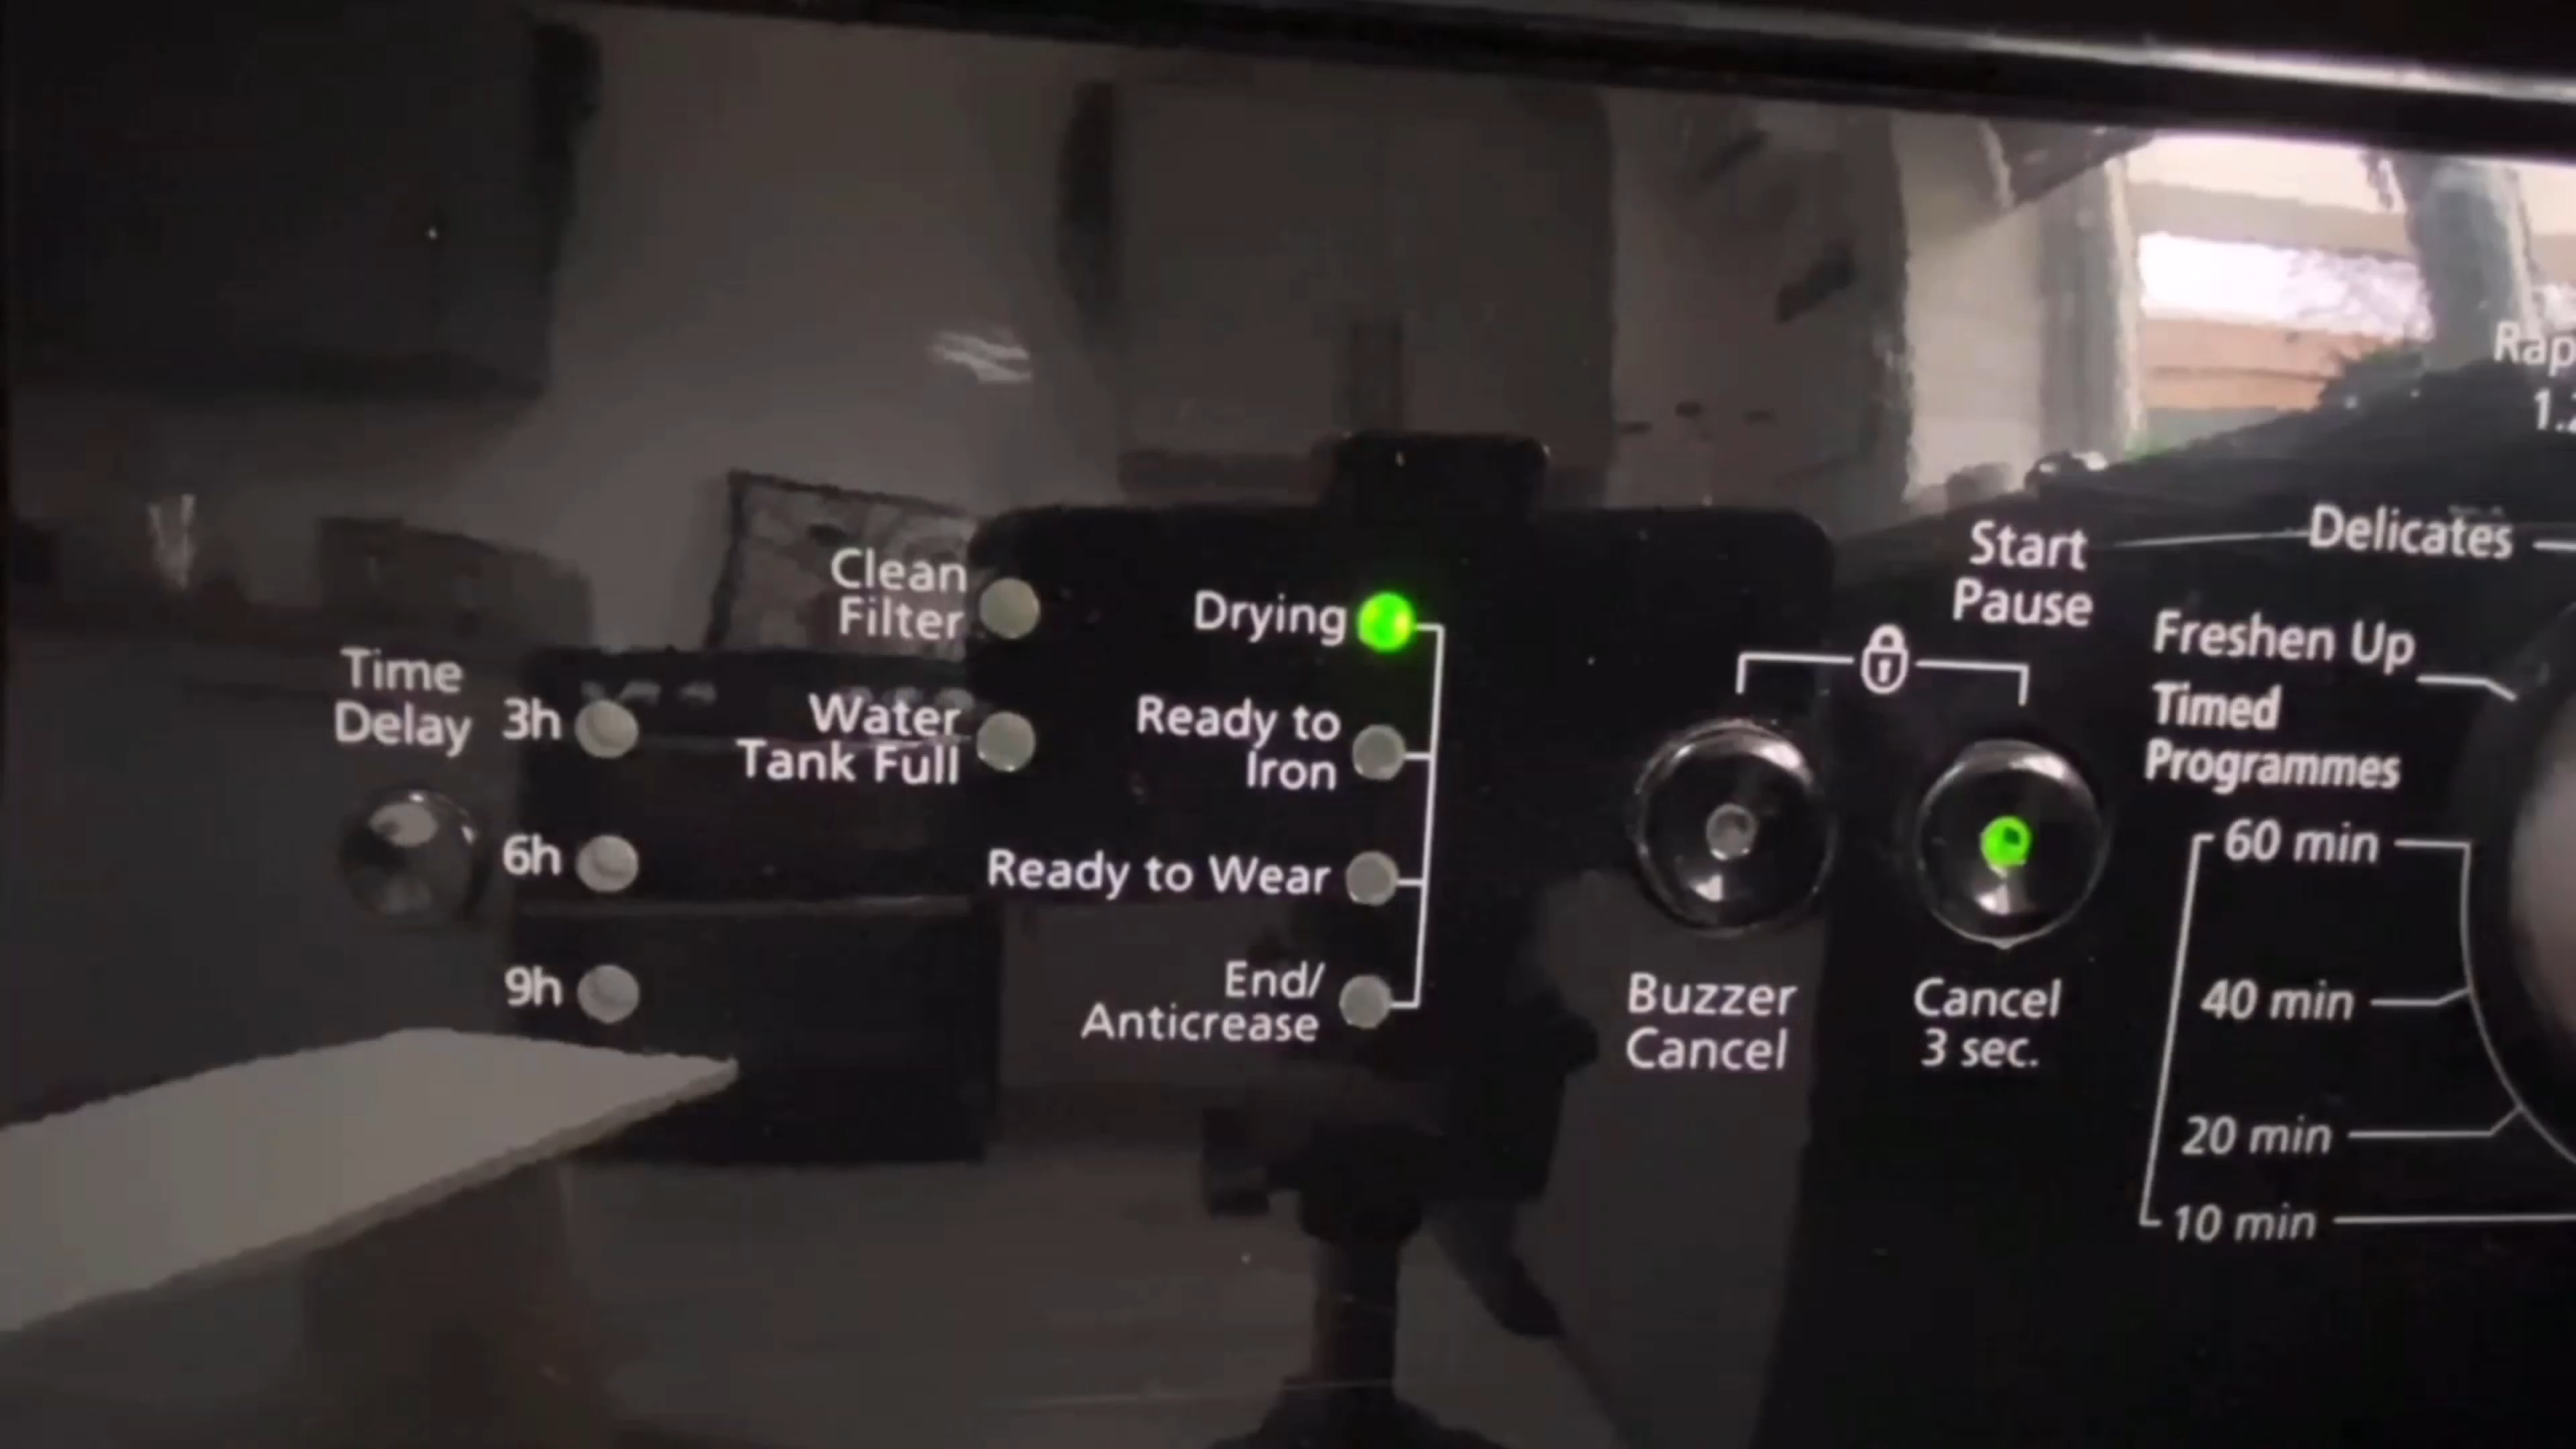 Time
Delay
3h
6h
9h
Clean
Filter
Water
Tank Full
Drying
Ready to
Iron
Ready to Wear
End/
Anticrease
Buzzer
Cancel
Start
Pause
Cancel
3 sec.
Delicates
Freshen Up
Timed
Programmes
60 min
40 min
20 min
10 min